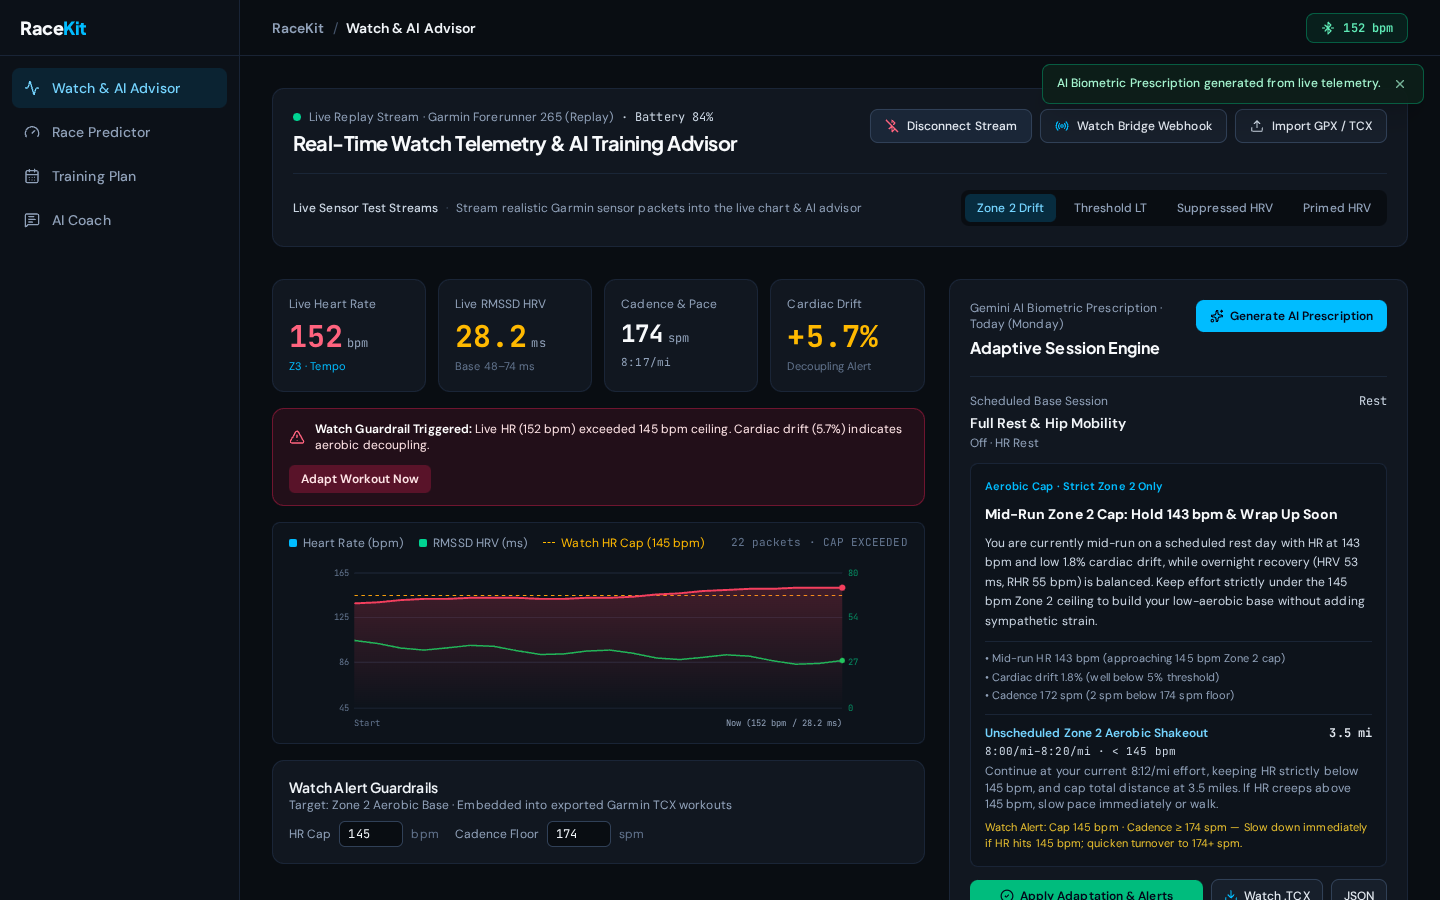 RaceKit
RaceKit / Watch & AI Advisor
152 bpm
Watch & AI Advisor
Race Predictor
Training Plan
AI Coach
AI Biometric Prescription generated from live telemetry.
Live Replay Stream · Garmin Forerunner 265 (Replay) · Battery 84%
Real-Time Watch Telemetry & AI Training Advisor
Disconnect Stream
Watch Bridge Webhook
Import GPX / TCX
Live Sensor Test Streams · Stream realistic Garmin sensor packets into the live chart & AI advisor
Zone 2 Drift
Threshold LT
Suppressed HRV
Primed HRV
Live Heart Rate
152 bpm
Z3 · Tempo
Live RMSSD HRV
28.2 ms
Base 48–74 ms
Cadence & Pace
174 spm
8:17/mi
Cardiac Drift
+5.7%
Decoupling Alert
Watch Guardrail Triggered: Live HR (152 bpm) exceeded 145 bpm ceiling. Cardiac drift (5.7%) indicates
aerobic decoupling.
Adapt Workout Now
Heart Rate (bpm)
RMSSD HRV (ms)
--- Watch HR Cap (145 bpm)
22 packets · CAP EXCEEDED
165
125
86
45
80
54
27
0
Start
Now (152 bpm / 28.2 ms)
Watch Alert Guardrails
Target: Zone 2 Aerobic Base · Embedded into exported Garmin TCX workouts
HR Cap 145 bpm Cadence Floor 174 spm
Gemini AI Biometric Prescription ·
Today (Monday)
Adaptive Session Engine
Generate AI Prescription
Scheduled Base Session
Rest
Full Rest & Hip Mobility
Off · HR Rest
Aerobic Cap · Strict Zone 2 Only
Mid-Run Zone 2 Cap: Hold 143 bpm & Wrap Up Soon
You are currently mid-run on a scheduled rest day with HR at 143
bpm and low 1.8% cardiac drift, while overnight recovery (HRV 53
ms, RHR 55 bpm) is balanced. Keep effort strictly under the 145
bpm Zone 2 ceiling to build your low-aerobic base without adding
sympathetic strain.
• Mid-run HR 143 bpm (approaching 145 bpm Zone 2 cap)
• Cardiac drift 1.8% (well below 5% threshold)
• Cadence 172 spm (2 spm below 174 spm floor)
Unscheduled Zone 2 Aerobic Shakeout
3.5 mi
8:00/mi–8:20/mi · < 145 bpm
Continue at your current 8:12/mi effort, keeping HR strictly below
145 bpm, and cap total distance at 3.5 miles. If HR creeps above
145 bpm, slow pace immediately or walk.
Watch Alert: Cap 145 bpm · Cadence ≥ 174 spm — Slow down immediately
if HR hits 145 bpm; quicken turnover to 174+ spm.
Apply Adaptation & Alerts
Watch .TCX
JSON